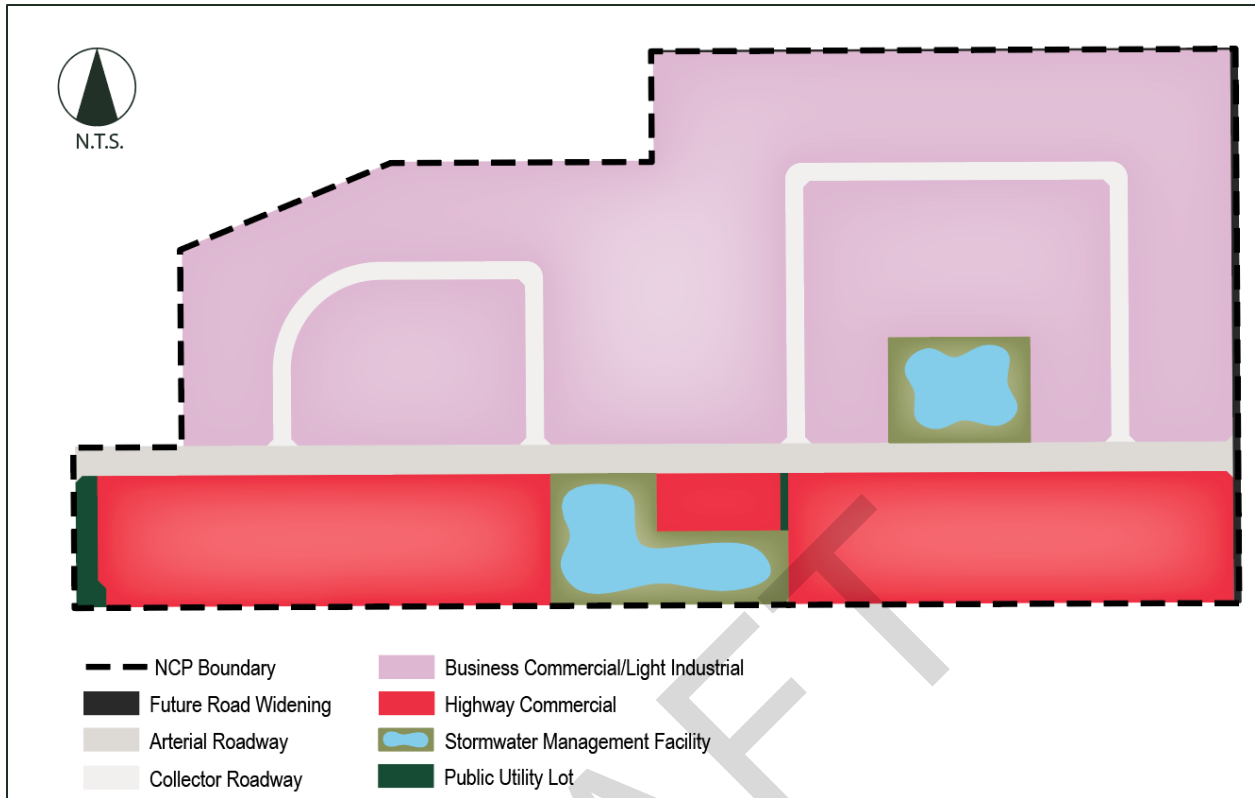 N.T.S.
NCP Boundary
Future Road Widening
Arterial Roadway
Collector Roadway
Business Commercial/Light Industrial
Highway Commercial
Stormwater Management Facility
Public Utility Lot
AFT